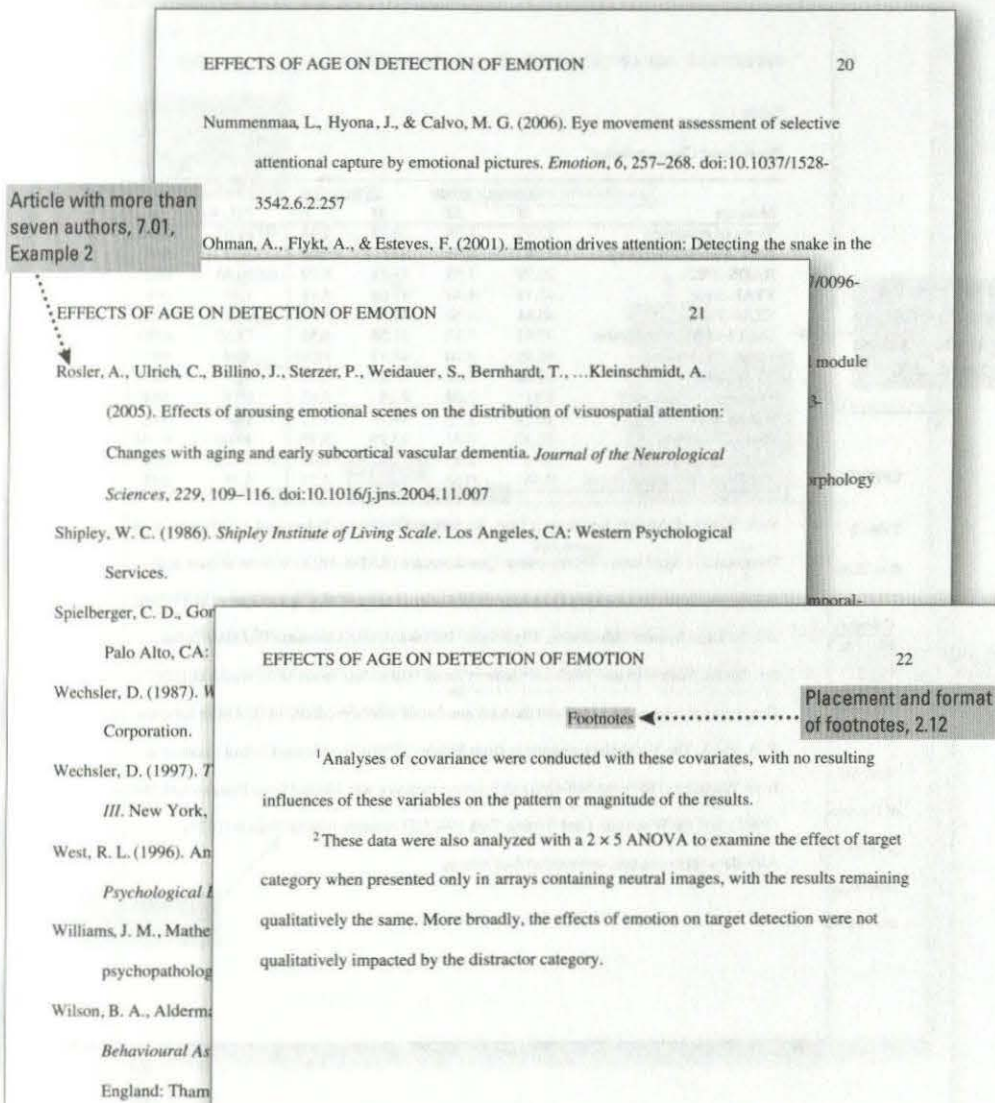 EFFECTS OF AGE ON DETECTION OF EMOTION 20
Nummenmaa, L., Hyona, J., & Calvo, M. G. (2006). Eye movement assessment of selective
attentional capture by emotional pictures. Emotion, 6, 257–268. doi:10.1037/1528-
3542.6.2.257
Ohman, A., Flykt, A., & Esteves, F. (2001). Emotion drives attention: Detecting the snake in the
7/0096-
module
3-
rphology
mporal-
Article with more than
seven authors, 7.01,
Example 2
EFFECTS OF AGE ON DETECTION OF EMOTION 21
Rosler, A., Ulrich, C., Billino, J., Sterzer, P., Weidauer, S., Bernhardt, T., …Kleinschmidt, A.
(2005). Effects of arousing emotional scenes on the distribution of visuospatial attention:
Changes with aging and early subcortical vascular dementia. Journal of the Neurological
Sciences, 229, 109–116. doi:10.1016/j.jns.2004.11.007
Shipley, W. C. (1986). Shipley Institute of Living Scale. Los Angeles, CA: Western Psychological
Services.
Spielberger, C. D., Gor
Palo Alto, CA:
Wechsler, D. (1987). W
Corporation.
Wechsler, D. (1997). T
III. New York,
West, R. L. (1996). An
Psychological
Williams, J. M., Mathe
psychopatholog
Wilson, B. A., Alderma
Behavioural As
England: Tham
EFFECTS OF AGE ON DETECTION OF EMOTION 22
Footnotes
Placement and format
of footnotes, 2.12
1Analyses of covariance were conducted with these covariates, with no resulting
influences of these variables on the pattern or magnitude of the results.
2 These data were also analyzed with a 2 × 5 ANOVA to examine the effect of target
category when presented only in arrays containing neutral images, with the results remaining
qualitatively the same. More broadly, the effects of emotion on target detection were not
qualitatively impacted by the distractor category.